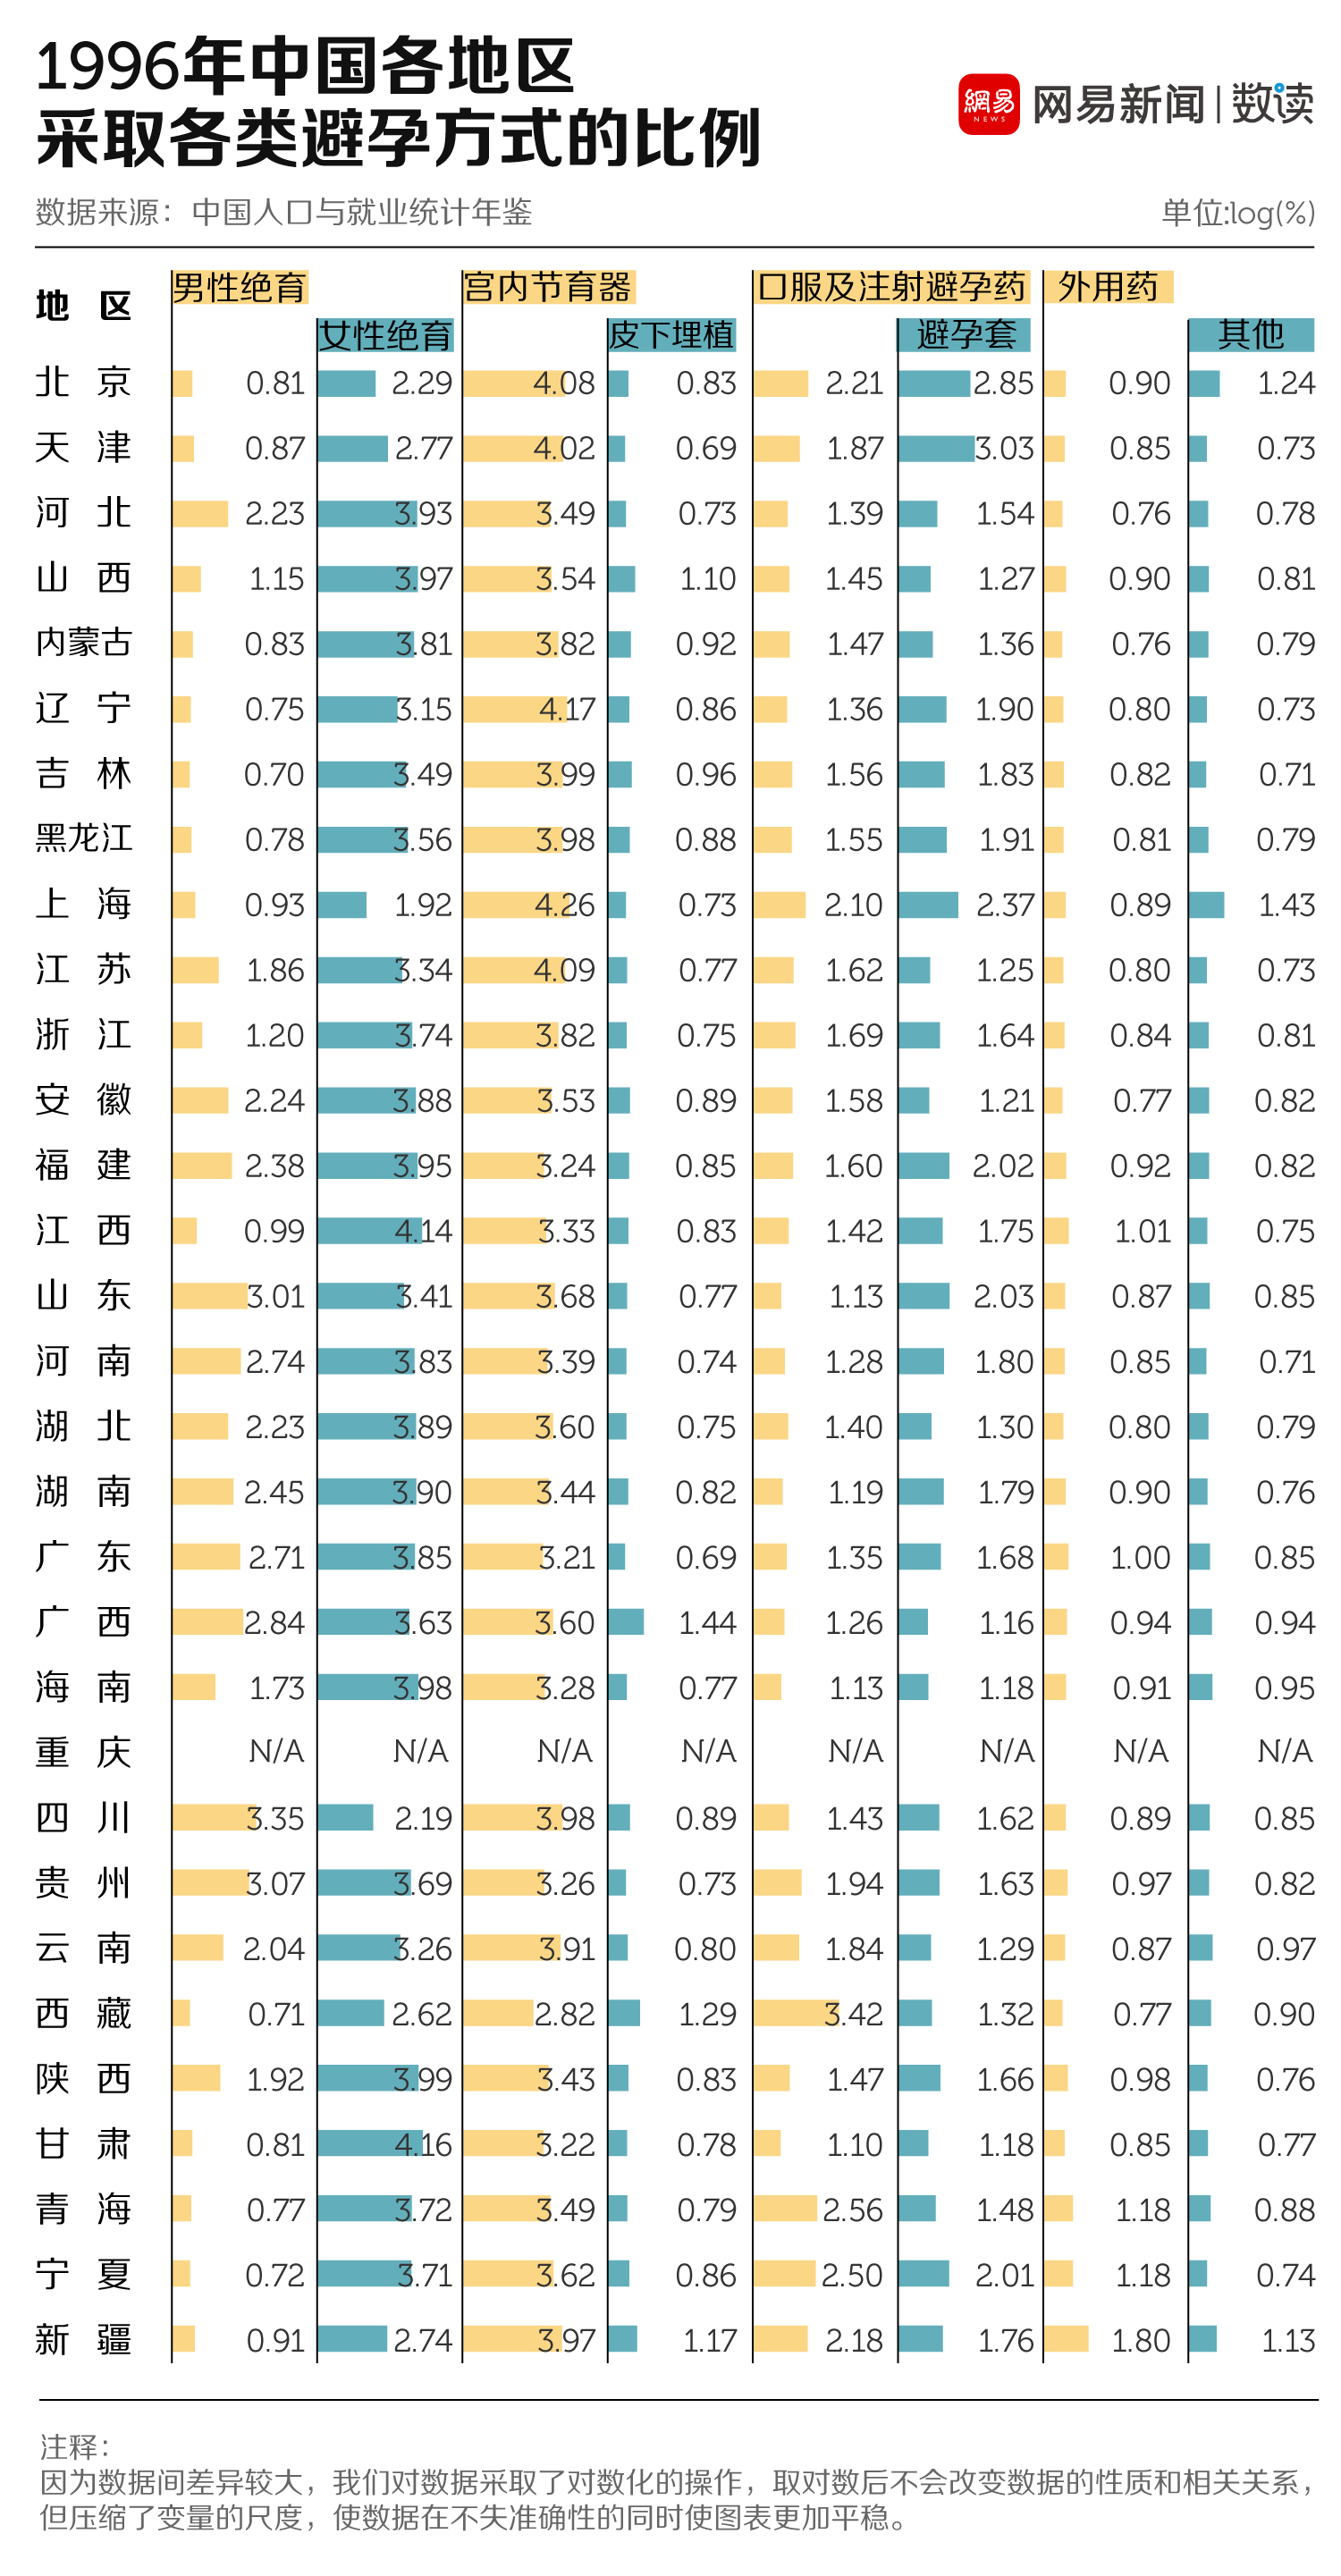 1996年中国各地区
采取各类避孕方式的比例
網易 NEWS 网易新闻 | 数读
数据来源：中国人口与就业统计年鉴 单位:log(%)
地 区 男性绝育 宫内节育器 口服及注射避孕药 外用药
女性绝育 皮下埋植 避孕套 其他
北 京 0.81 2.29 4.08 0.83 2.21 2.85 0.90 1.24
天 津 0.87 2.77 4.02 0.69 1.87 3.03 0.85 0.73
河 北 2.23 3.93 3.49 0.73 1.39 1.54 0.76 0.78
山 西 1.15 3.97 3.54 1.10 1.45 1.27 0.90 0.81
内蒙古 0.83 3.81 3.82 0.92 1.47 1.36 0.76 0.79
辽 宁 0.75 3.15 4.17 0.86 1.36 1.90 0.80 0.73
吉 林 0.70 3.49 3.99 0.96 1.56 1.83 0.82 0.71
黑龙江 0.78 3.56 3.98 0.88 1.55 1.91 0.81 0.79
上 海 0.93 1.92 4.26 0.73 2.10 2.37 0.89 1.43
江 苏 1.86 3.34 4.09 0.77 1.62 1.25 0.80 0.73
浙 江 1.20 3.74 3.82 0.75 1.69 1.64 0.84 0.81
安 徽 2.24 3.88 3.53 0.89 1.58 1.21 0.77 0.82
福 建 2.38 3.95 3.24 0.85 1.60 2.02 0.92 0.82
江 西 0.99 4.14 3.33 0.83 1.42 1.75 1.01 0.75
山 东 3.01 3.41 3.68 0.77 1.13 2.03 0.87 0.85
河 南 2.74 3.83 3.39 0.74 1.28 1.80 0.85 0.71
湖 北 2.23 3.89 3.60 0.75 1.40 1.30 0.80 0.79
湖 南 2.45 3.90 3.44 0.82 1.19 1.79 0.90 0.76
广 东 2.71 3.85 3.21 0.69 1.35 1.68 1.00 0.85
广 西 2.84 3.63 3.60 1.44 1.26 1.16 0.94 0.94
海 南 1.73 3.98 3.28 0.77 1.13 1.18 0.91 0.95
重 庆 N/A N/A N/A N/A N/A N/A N/A N/A
四 川 3.35 2.19 3.98 0.89 1.43 1.62 0.89 0.85
贵 州 3.07 3.69 3.26 0.73 1.94 1.63 0.97 0.82
云 南 2.04 3.26 3.91 0.80 1.84 1.29 0.87 0.97
西 藏 0.71 2.62 2.82 1.29 3.42 1.32 0.77 0.90
陕 西 1.92 3.99 3.43 0.83 1.47 1.66 0.98 0.76
甘 肃 0.81 4.16 3.22 0.78 1.10 1.18 0.85 0.77
青 海 0.77 3.72 3.49 0.79 2.56 1.48 1.18 0.88
宁 夏 0.72 3.71 3.62 0.86 2.50 2.01 1.18 0.74
新 疆 0.91 2.74 3.97 1.17 2.18 1.76 1.80 1.13
注释：
因为数据间差异较大，我们对数据采取了对数化的操作，取对数后不会改变数据的性质和相关关系，
但压缩了变量的尺度，使数据在不失准确性的同时使图表更加平稳。